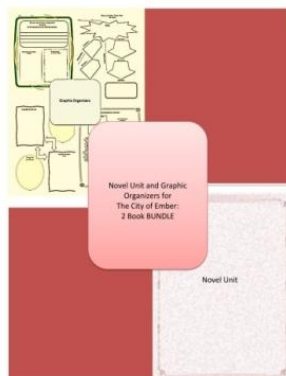 Graphic Organizers
Novel Unit and Graphic
Organizers for
The City of Ember:
2 Book BUNDLE
Novel Unit